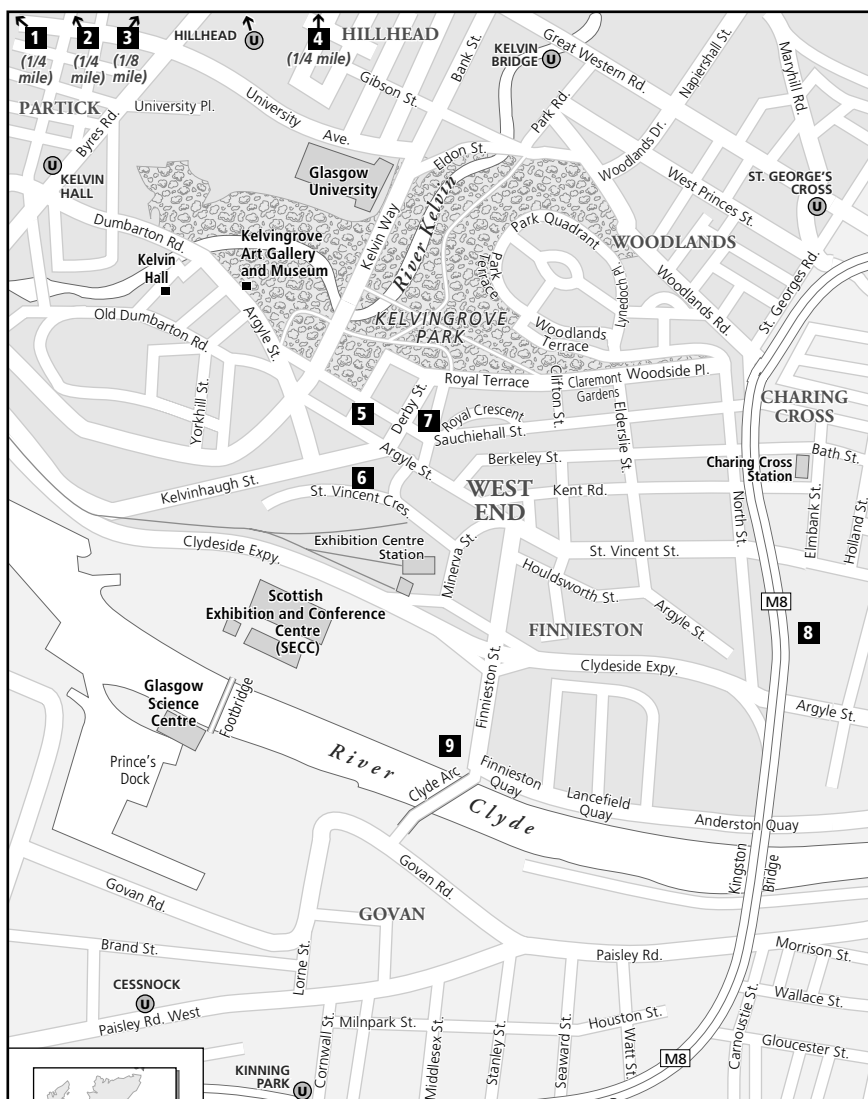 1
(1/4
mile)
2
(1/4
mile)
3
(1/8
mile)
HILLHEAD
U
4
(1/4 mile)
HILLHEAD
Bank St.
KELVIN
BRIDGE
U
Great Western Rd.
Napiershall St.
Maryhill Rd.
PARTICK
Byres Rd.
University Pl.
University
Ave.
Gibson St.
Park Rd.
Woodlands Dr.
West Princes St.
ST. GEORGE'S
CROSS
U
U
KELVIN
HALL
Glasgow
University
Eldon St.
Kelvin Way
River Kelvin
Park Quadrant
Park
Terrace
Lynedoch Pl.
WOODLANDS
Dumbarton Rd.
Kelvin
Hall
Kelvingrove
Art Gallery
and Museum
Argyle St.
KELVINGROVE
PARK
Woodlands
Terrace
Woodlands Rd.
St. Georges Rd.
Old Dumbarton Rd.
Yorkhill St.
Royal Terrace
Clifton St.
Claremont
Gardens
Woodside Pl.
Elderslie St.
CHARING
CROSS
5
Derby St.
7
Royal Crescent
Sauchiehall St.
Argyle St.
Berkeley St.
Bath St.
Charing Cross
Station
Kelvinhaugh St.
6
St. Vincent Cres.
WEST
END
Kent Rd.
North St.
Elmbank St.
Holland St.
Clydeside Expy.
Exhibition Centre
Station
Minerva St.
St. Vincent St.
Houldsworth St.
Argyle St.
M8
8
Scottish
Exhibition and Conference
Centre
(SECC)
FINNIESTON
Finnieston St.
Clydeside Expy.
Argyle St.
Glasgow
Science
Centre
Footbridge
Prince's
Dock
River
9
Clyde Arc
Finnieston
Quay
Clyde
Lancefield
Quay
Anderston Quay
Kingston
Bridge
Govan Rd.
Govan Rd.
GOVAN
Brand St.
Lorne St.
Paisley Rd.
Morrison St.
CESSNOCK
U
Paisley Rd. West
Wallace St.
Carnoustie St.
Cornwall St.
Milnpark St.
Middlesex St.
Stanley St.
Seaward St.
Houston St.
Watt St.
Gloucester St.
M8
KINNING
PARK
U